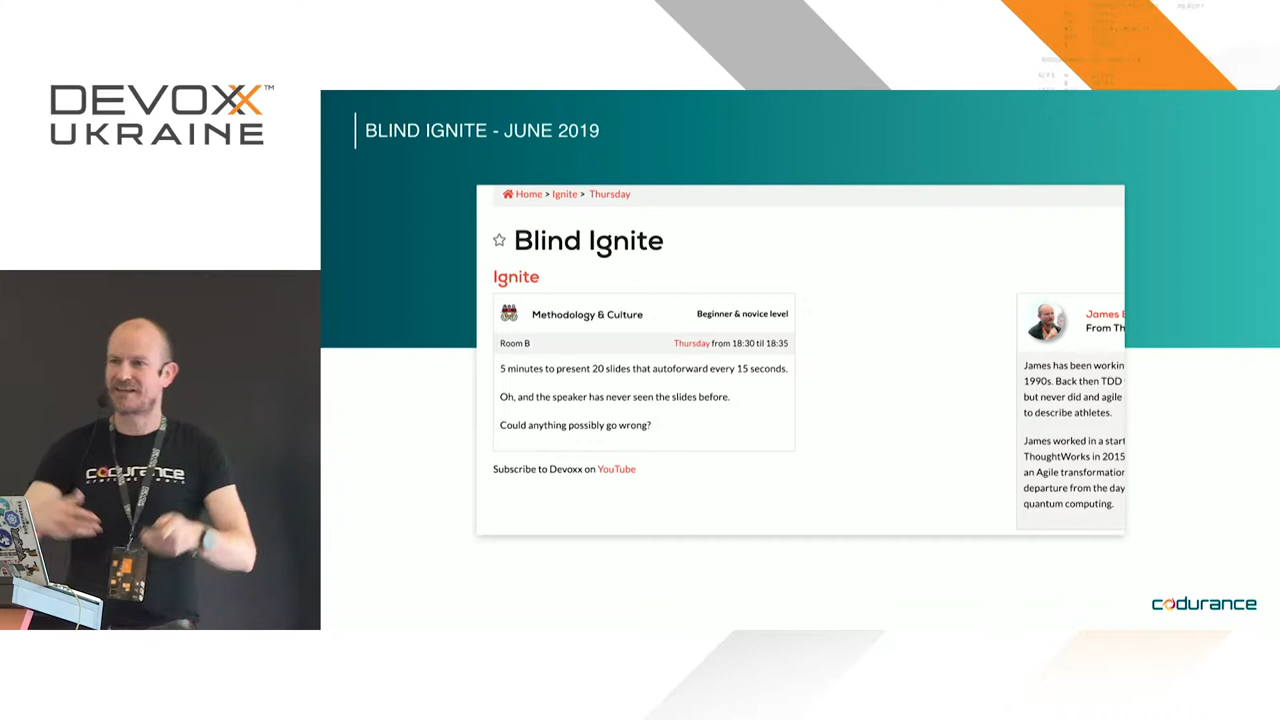 DEVOXX™
UKRAINE
BLIND IGNITE - JUNE 2019
Home > Ignite > Thursday
Blind Ignite
Ignite
Methodology & Culture
Beginner & novice level
Room B
Thursday from 18:30 til 18:35
5 minutes to present 20 slides that autoforward every 15 seconds.
Oh, and the speaker has never seen the slides before.
Could anything possibly go wrong?
Subscribe to Devoxx on YouTube
James
From Th
James has been workin
1990s. Back then TDD
but never did and agile
to describe athletes.
James worked in a start
ThoughtWorks in 2015
an Agile transformation
departure from the day
quantum computing.
codurance
codurance